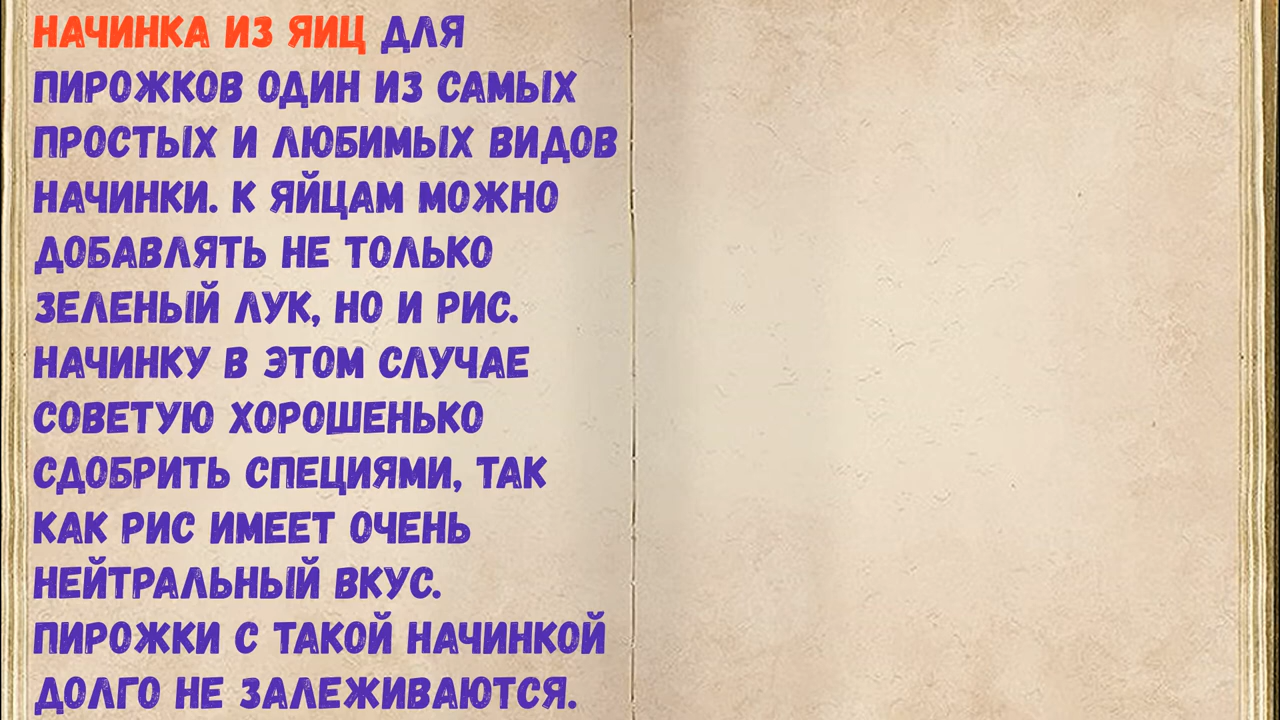 НАЧИНКА ИЗ ЯИЦ ДЛЯ
ПИРОЖКОВ ОДИН ИЗ САМЫХ
ПРОСТЫХ И ЛЮБИМЫХ ВИДОВ
НАЧИНКИ. К ЯЙЦАМ МОЖНО
ДОБАВЛЯТЬ НЕ ТОЛЬКО
ЗЕЛЕНЫЙ ЛУК, НО И РИС.
НАЧИНКУ В ЭТОМ СЛУЧАЕ
СОВЕТУЮ ХОРОШЕНЬКО
СДОБРИТЬ СПЕЦИЯМИ, ТАК
КАК РИС ИМЕЕТ ОЧЕНЬ
НЕЙТРАЛЬНЫЙ ВКУС.
ПИРОЖКИ С ТАКОЙ НАЧИНКОЙ
ДОЛГО НЕ ЗАЛЕЖИВАЮТСЯ.